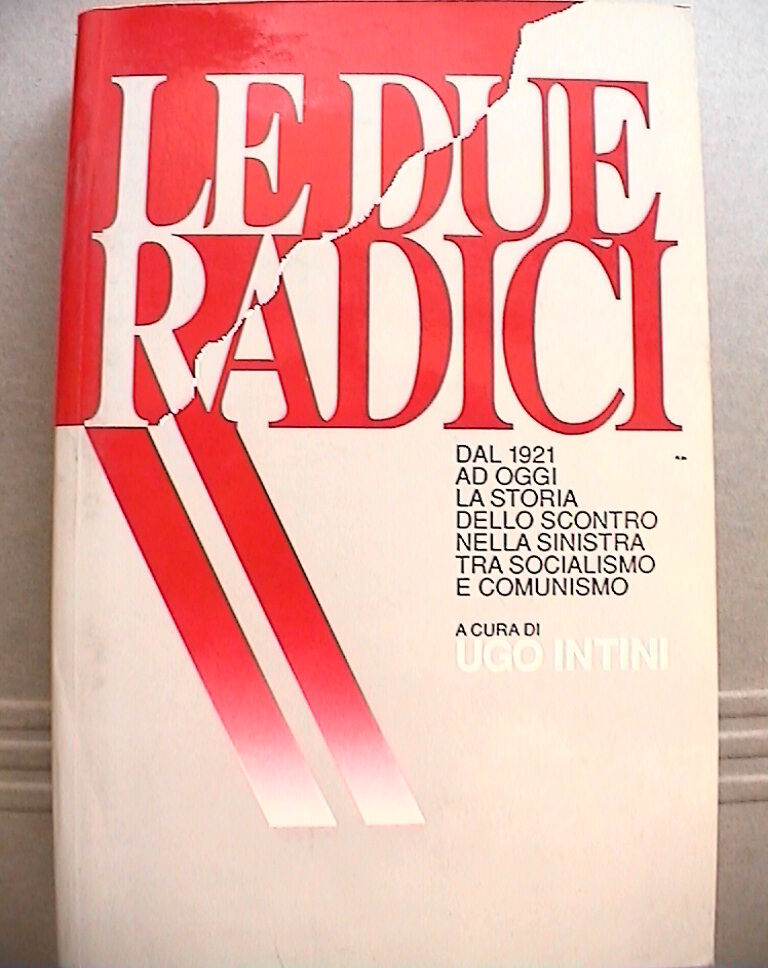 LE DUE
RADICI
DAL 1921
AD OGGI
LA STORIA
DELLO SCONTRO
NELLA SINISTRA
TRA SOCIALISMO
E COMUNISMO
A CURA DI
UGO INTINI